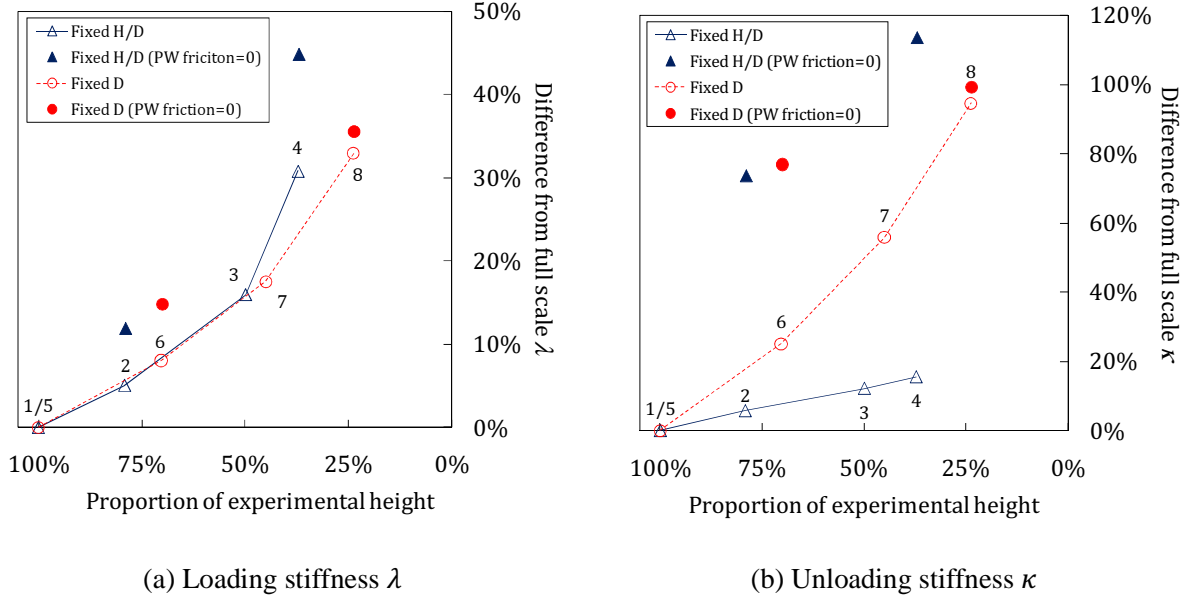 Fixed H/D
Fixed H/D (PW friciton=0)
Fixed D
Fixed D (PW friction=0)
50%
40%
30%
20%
10%
0%
Difference from full scale λ
1/5
2
6
3
7
4
8
100%
75%
50%
25%
0%
Proportion of experimental height
(a) Loading stiffness λ
Fixed H/D
Fixed H/D (PW friction=0)
Fixed D
Fixed D (PW friction=0)
120%
100%
80%
60%
40%
20%
0%
Difference from full scale κ
1/5
2
6
3
7
4
8
100%
75%
50%
25%
0%
Proportion of experimental height
(b) Unloading stiffness κ